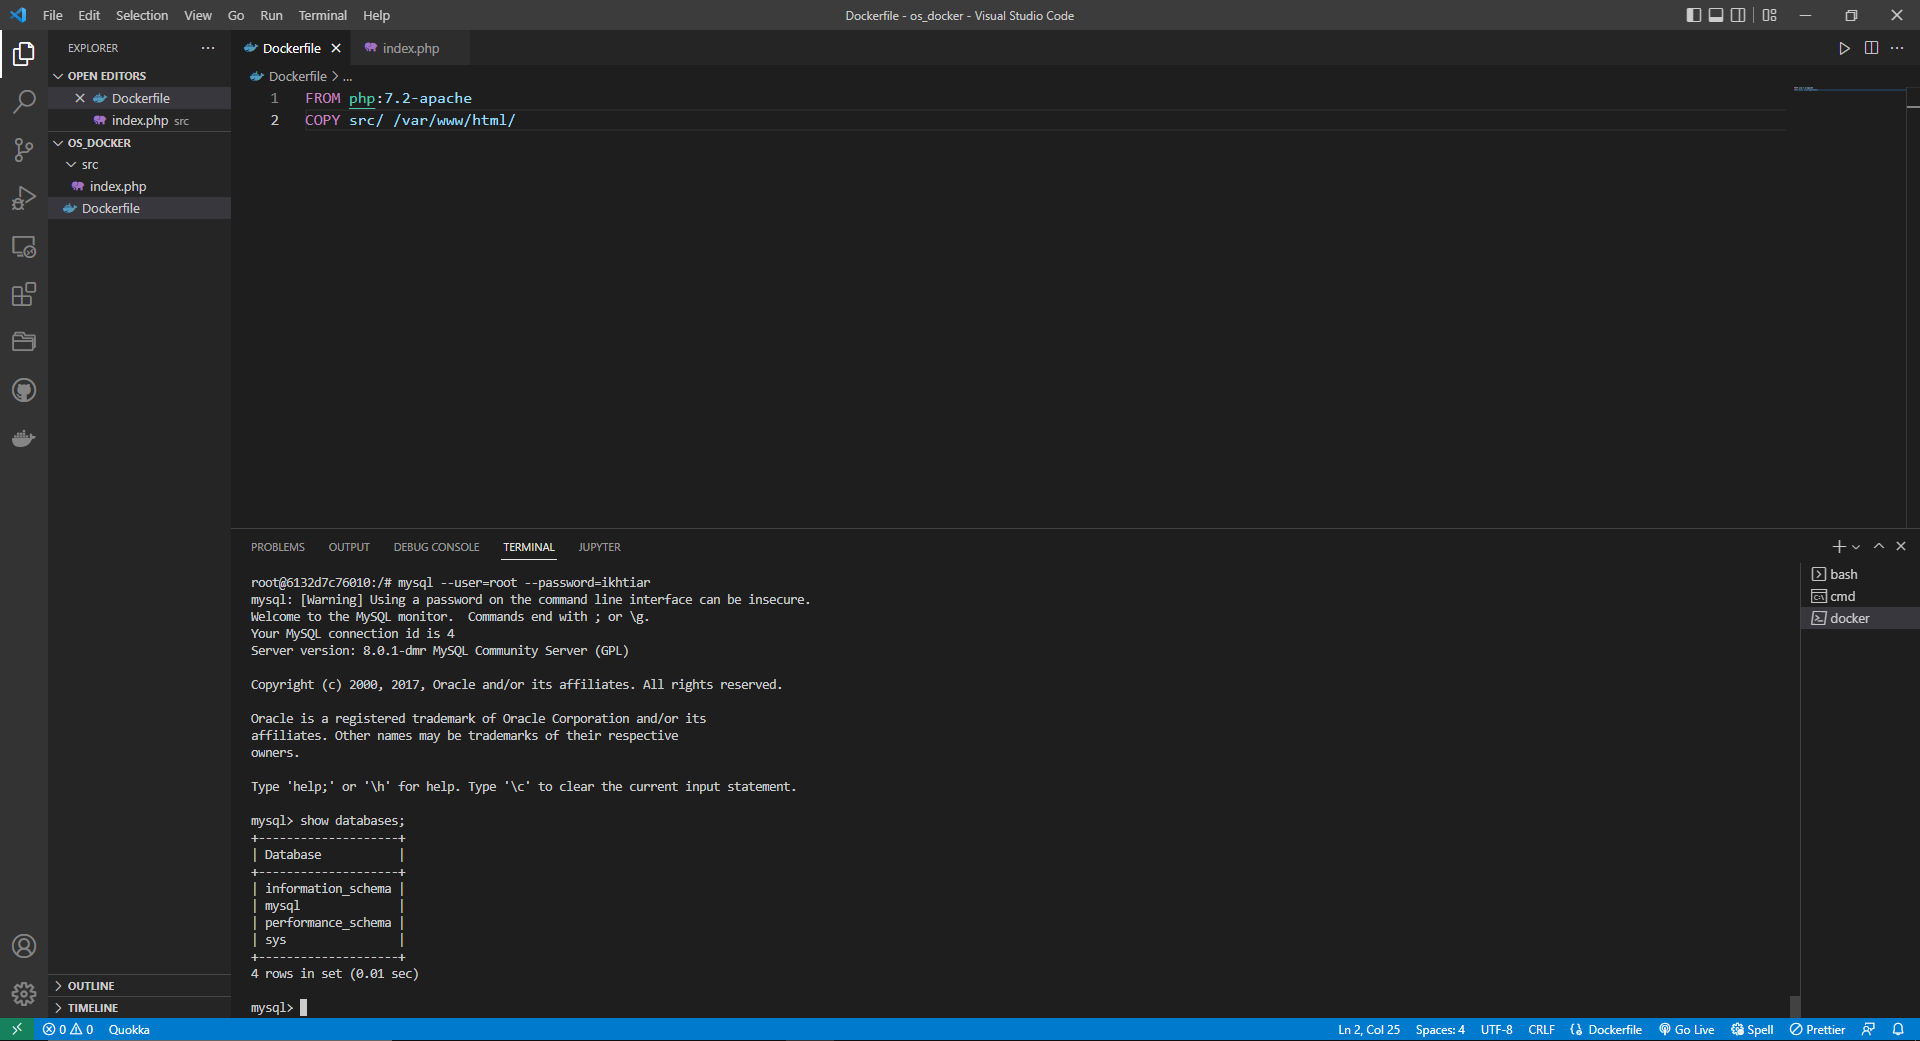 File Edit Selection View Go Run Terminal Help
Dockerfile - os_docker - Visual Studio Code
EXPLORER
OPEN EDITORS
Dockerfile
index.php src
OS_DOCKER
src
index.php
Dockerfile
OUTLINE
TIMELINE
Dockerfile index.php
Dockerfile > ...
1 FROM php:7.2-apache
2 COPY src/ /var/www/html/
PROBLEMS OUTPUT DEBUG CONSOLE TERMINAL JUPYTER
root@6132d7c76010:/# mysql --user=root --password=ikhtiar
mysql: [Warning] Using a password on the command line interface can be insecure.
Welcome to the MySQL monitor.  Commands end with ; or \g.
Your MySQL connection id is 4
Server version: 8.0.1-dmr MySQL Community Server (GPL)
Copyright (c) 2000, 2017, Oracle and/or its affiliates. All rights reserved.
Oracle is a registered trademark of Oracle Corporation and/or its
affiliates. Other names may be trademarks of their respective
owners.
Type 'help;' or '\h' for help. Type '\c' to clear the current input statement.
mysql> show databases;
+--------------------+
| Database           |
+--------------------+
| information_schema |
| mysql              |
| performance_schema |
| sys                |
+--------------------+
4 rows in set (0.01 sec)
mysql>
bash
cmd
docker
0 0 Quokka
Ln 2, Col 25 Spaces: 4 UTF-8 CRLF Dockerfile Go Live Spell Prettier